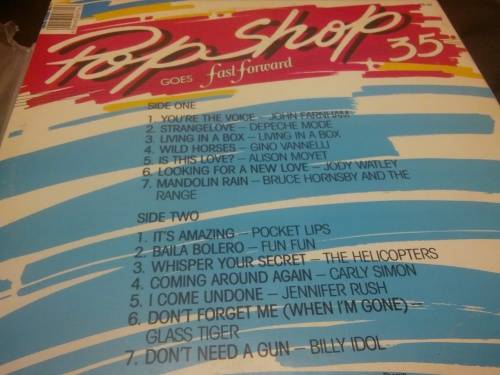 Pop Shop 35
GOES fast forward
SIDE ONE
1. YOU'RE THE VOICE – JOHN FARNHAM
2. STRANGELOVE – DEPECHE MODE
3. LIVING IN A BOX – LIVING IN A BOX
4. WILD HORSES – GINO VANNELLI
5. IS THIS LOVE? – ALISON MOYET
6. LOOKING FOR A NEW LOVE – JODY WATLEY
7. MANDOLIN RAIN – BRUCE HORNSBY AND THE
RANGE
SIDE TWO
1. IT'S AMAZING – POCKET LIPS
2. BAILA BOLERO – FUN FUN
3. WHISPER YOUR SECRET – THE HELICOPTERS
4. COMING AROUND AGAIN – CARLY SIMON
5. I COME UNDONE – JENNIFER RUSH
6. DON'T FORGET ME (WHEN I'M GONE) –
GLASS TIGER
7. DON'T NEED A GUN – BILLY IDOL